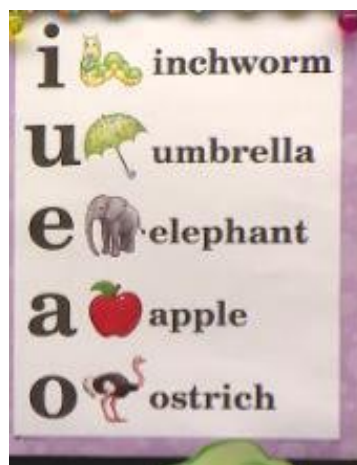 i inchworm
u umbrella
e elephant
a apple
o ostrich